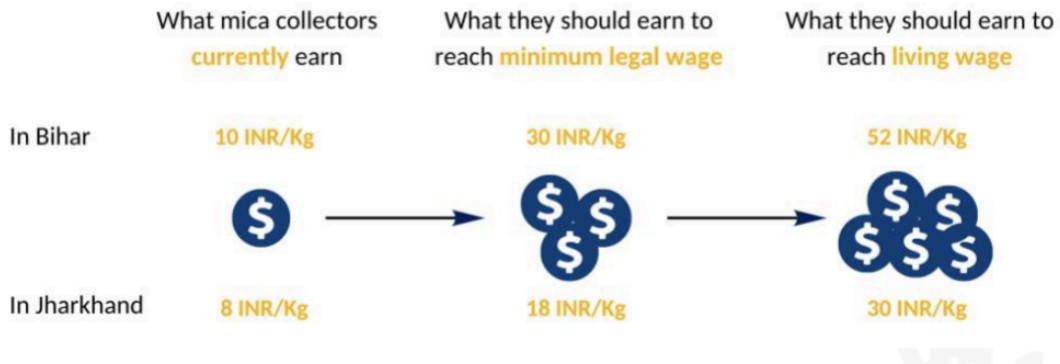 What mica collectors
currently earn
What they should earn to
reach minimum legal wage
What they should earn to
reach living wage
In Bihar
10 INR/Kg
30 INR/Kg
52 INR/Kg
$
$ $ $
$ $ $ $ $
In Jharkhand
8 INR/Kg
18 INR/Kg
30 INR/Kg